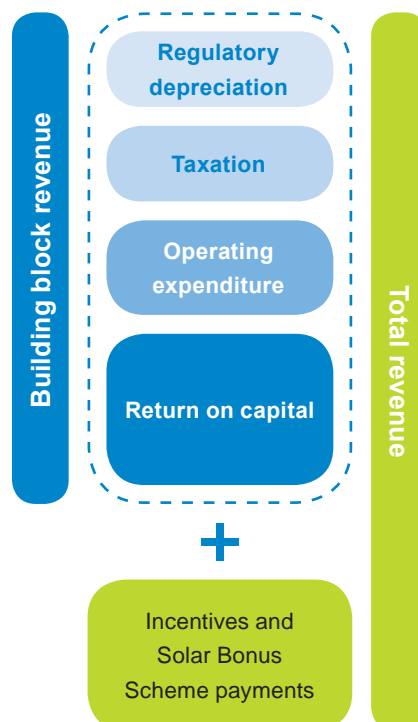 Building block revenue
Regulatory
depreciation
Taxation
Operating
expenditure
Return on capital
+
Incentives and
Solar Bonus
Scheme payments
Total revenue